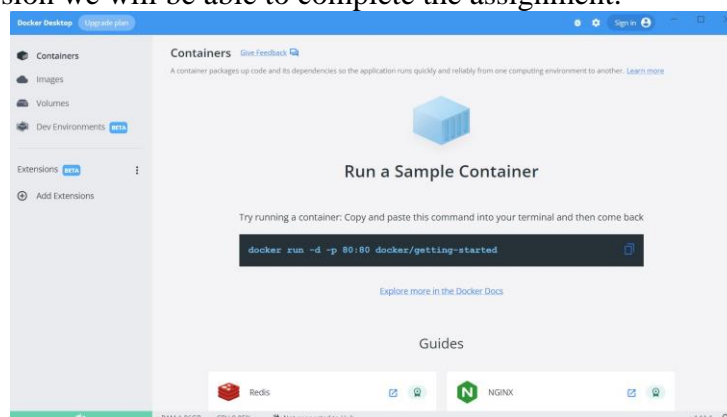 sion we will be able to complete the assignment.
Docker Desktop Upgrade plan Sign in
Containers
Images
Volumes
Dev Environments BETA
Extensions BETA
Add Extensions
Containers Give Feedback
A container packages up code and its dependencies so the application runs quickly and reliably from one computing environment to another. Learn more
Run a Sample Container
Try running a container: Copy and paste this command into your terminal and then come back
docker run -d -p 80:80 docker/getting-started
Explore more in the Docker Docs
Guides
Redis
NGINX